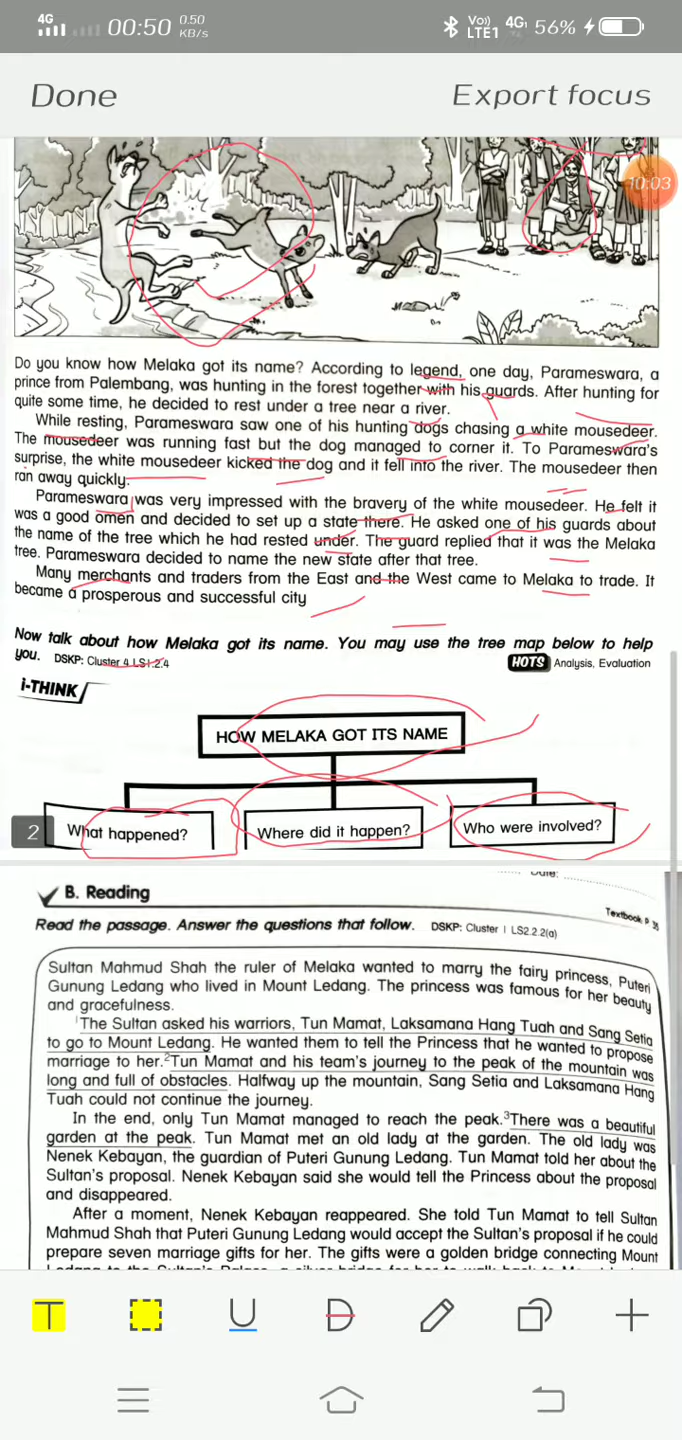 4G 00:50 0.50 KB/s Vo)) LTE1 4G 56%
Done Export focus
10:03
Do you know how Melaka got its name? According to legend, one day, Parameswara, a
prince from Palembang, was hunting in the forest together with his guards. After hunting for
quite some time, he decided to rest under a tree near a river.
While resting, Parameswara saw one of his hunting dogs chasing a white mousedeer.
The mousedeer was running fast but the dog managed to corner it. To Parameswara's
surprise, the white mousedeer kicked the dog and it fell into the river. The mousedeer then
ran away quickly.
Parameswara was very impressed with the bravery of the white mousedeer. He felt it
was a good omen and decided to set up a state there. He asked one of his guards about
the name of the tree which he had rested under. The guard replied that it was the Melaka
tree. Parameswara decided to name the new state after that tree.
Many merchants and traders from the East and the West came to Melaka to trade. It
became a prosperous and successful city
Now talk about how Melaka got its name. You may use the tree map below to help
you. DSKP: Cluster 4 LS1.2.4 HOTS Analysis, Evaluation
i-THINK
HOW MELAKA GOT ITS NAME
2 What happened? Where did it happen? Who were involved?
Date:
B. Reading
Textbook p 35
Read the passage. Answer the questions that follow. DSKP: Cluster 1 LS2.2.2(a)
Sultan Mahmud Shah the ruler of Melaka wanted to marry the fairy princess, Puteri
Gunung Ledang who lived in Mount Ledang. The princess was famous for her beauty
and gracefulness.
1The Sultan asked his warriors, Tun Mamat, Laksamana Hang Tuah and Sang Setia
to go to Mount Ledang. He wanted them to tell the Princess that he wanted to propose
marriage to her. 2Tun Mamat and his team's journey to the peak of the mountain was
long and full of obstacles. Halfway up the mountain, Sang Setia and Laksamana Hang
Tuah could not continue the journey.
In the end, only Tun Mamat managed to reach the peak. 3There was a beautiful
garden at the peak. Tun Mamat met an old lady at the garden. The old lady was
Nenek Kebayan, the guardian of Puteri Gunung Ledang. Tun Mamat told her about the
Sultan's proposal. Nenek Kebayan said she would tell the Princess about the proposal
and disappeared.
After a moment, Nenek Kebayan reappeared. She told Tun Mamat to tell Sultan
Mahmud Shah that Puteri Gunung Ledang would accept the Sultan's proposal if he could
prepare seven marriage gifts for her. The gifts were a golden bridge connecting Mount
T U D